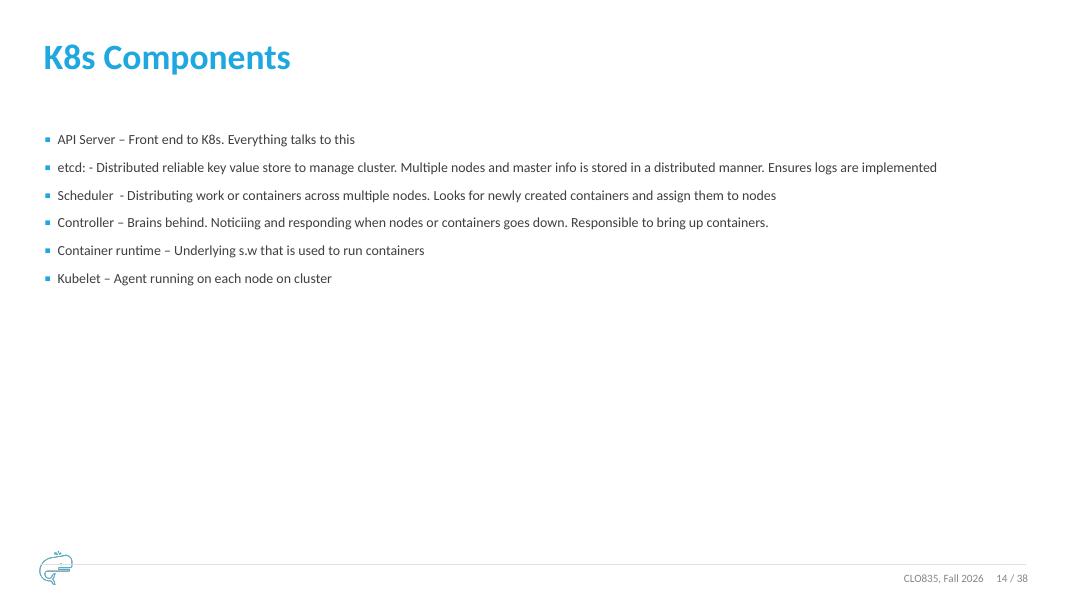 K8s Components
▪ API Server – Front end to K8s. Everything talks to this
▪ etcd: - Distributed reliable key value store to manage cluster. Multiple nodes and master info is stored in a distributed manner. Ensures logs are implemented
▪ Scheduler  - Distributing work or containers across multiple nodes. Looks for newly created containers and assign them to nodes
▪ Controller – Brains behind. Noticiing and responding when nodes or containers goes down. Responsible to bring up containers.
▪ Container runtime – Underlying s.w that is used to run containers
▪ Kubelet – Agent running on each node on cluster
CLO835, Fall 2026 14 / 38